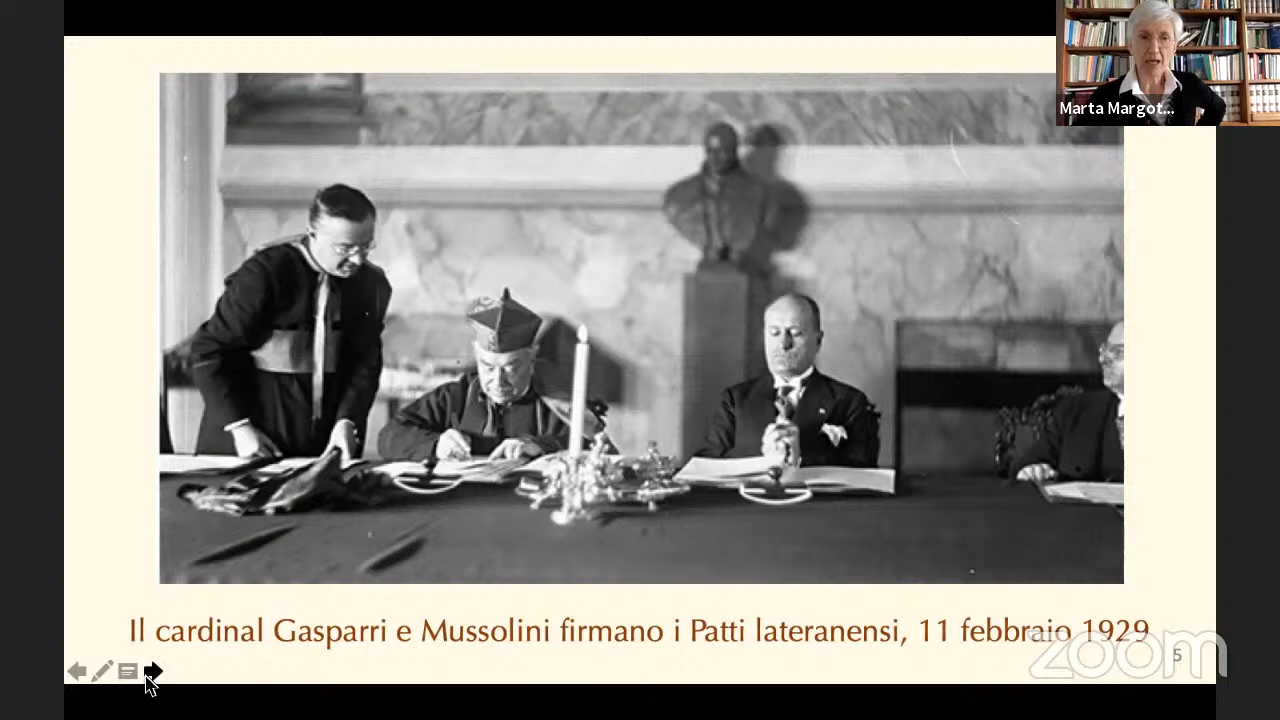 Marta Margot...
Il cardinal Gasparri e Mussolini firmano i Patti lateranensi, 11 febbraio 1929
zoom
5